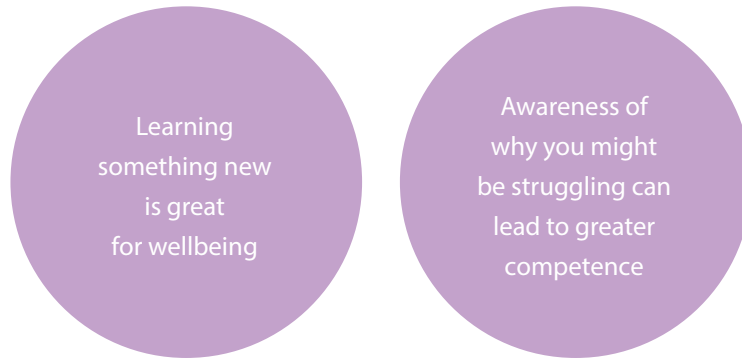 Learning
something new
is great
for wellbeing
Awareness of
why you might
be struggling can
lead to greater
competence